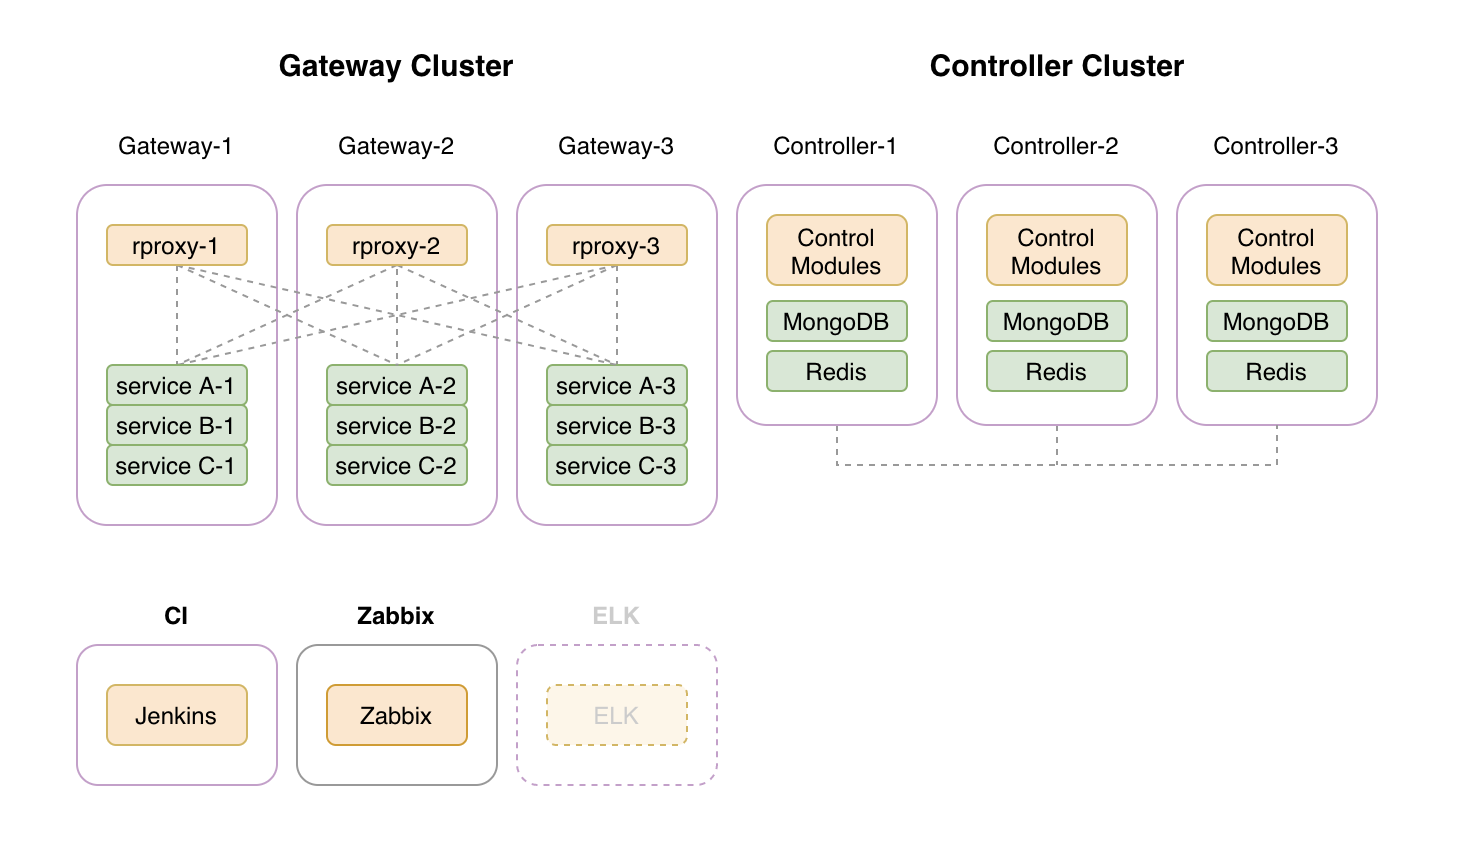 Gateway Cluster
Controller Cluster
Gateway-1
Gateway-2
Gateway-3
Controller-1
Controller-2
Controller-3
rproxy-1
rproxy-2
rproxy-3
Control
Modules
Control
Modules
Control
Modules
MongoDB
MongoDB
MongoDB
Redis
Redis
Redis
service A-1
service A-2
service A-3
service B-1
service B-2
service B-3
service C-1
service C-2
service C-3
CI
Zabbix
ELK
Jenkins
Zabbix
ELK